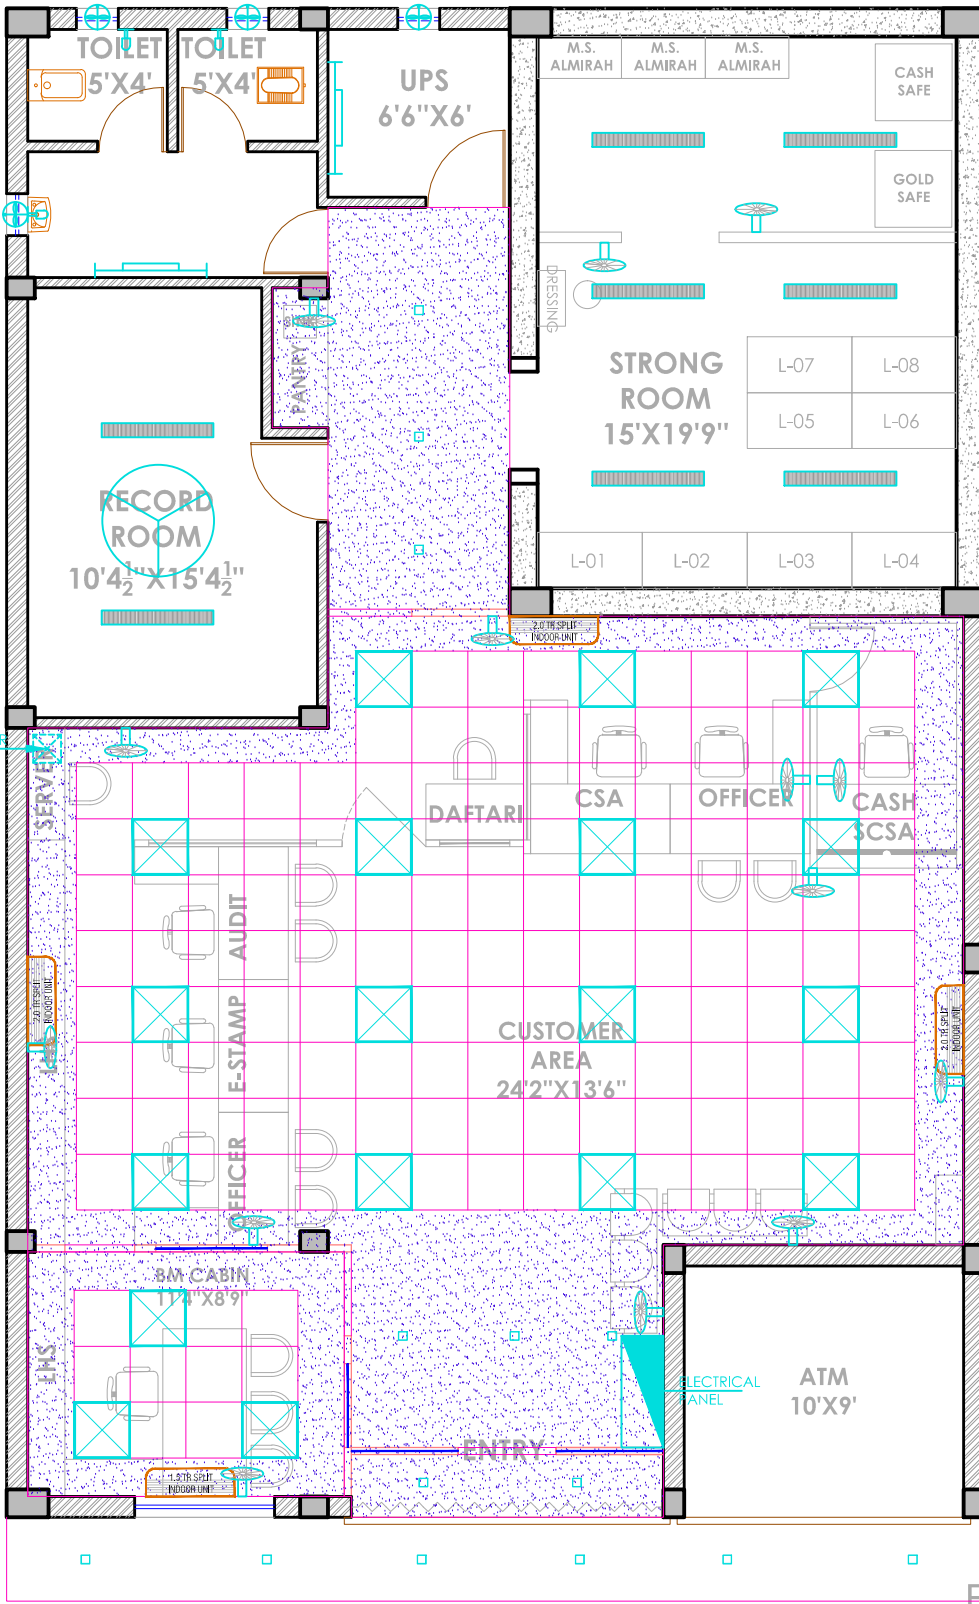 TOILET
5'X4'
TOILET
5'X4'
UPS
6'6"X6'
M.S.
ALMIRAH
M.S.
ALMIRAH
M.S.
ALMIRAH
CASH
SAFE
GOLD
SAFE
DRESSING
PANTRY
STRONG
ROOM
15'X19'9"
L-07
L-08
L-05
L-06
RECORD
ROOM
10'4½"X15'4½"
L-01
L-02
L-03
L-04
2.0 TR SPLIT
INDOOR UNIT
SERVER
DAFTARI
CSA
OFFICER
CASH
SCSA
AUDIT
2.0 TR SPLIT
INDOOR UNIT
E-STAMP
CUSTOMER
AREA
24'2"X13'6"
2.0 TR SPLIT
INDOOR UNIT
OFFICER
BM CABIN
11'4"X8'9"
LHS
ELECTRICAL
PANEL
ATM
10'X9'
ENTRY
1.5 TR SPLIT
INDOOR UNIT